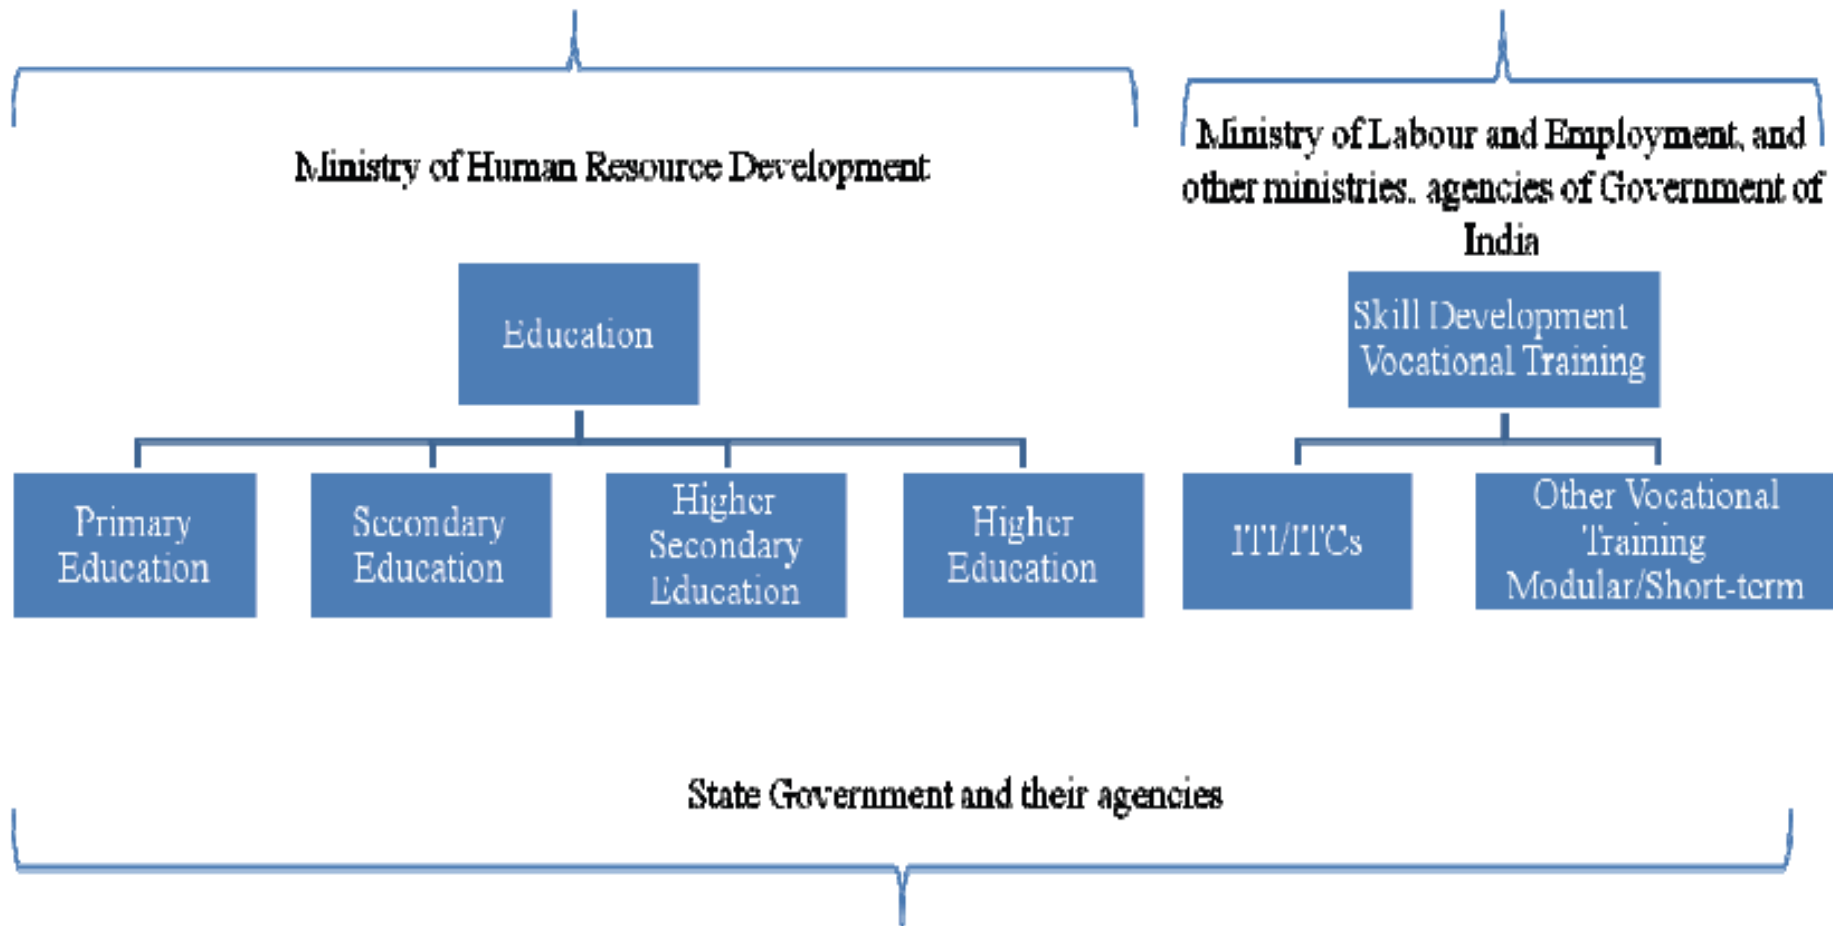 Ministry of Human Resource Development
Ministry of Labour and Employment, and
other ministries. agencies of Government of
India
Education
Skill Development
Vocational Training
Primary
Education
Secondary
Education
Higher
Secondary
Education
Higher
Education
ITI/ITCs
Other Vocational
Training
Modular/Short-term
State Government and their agencies